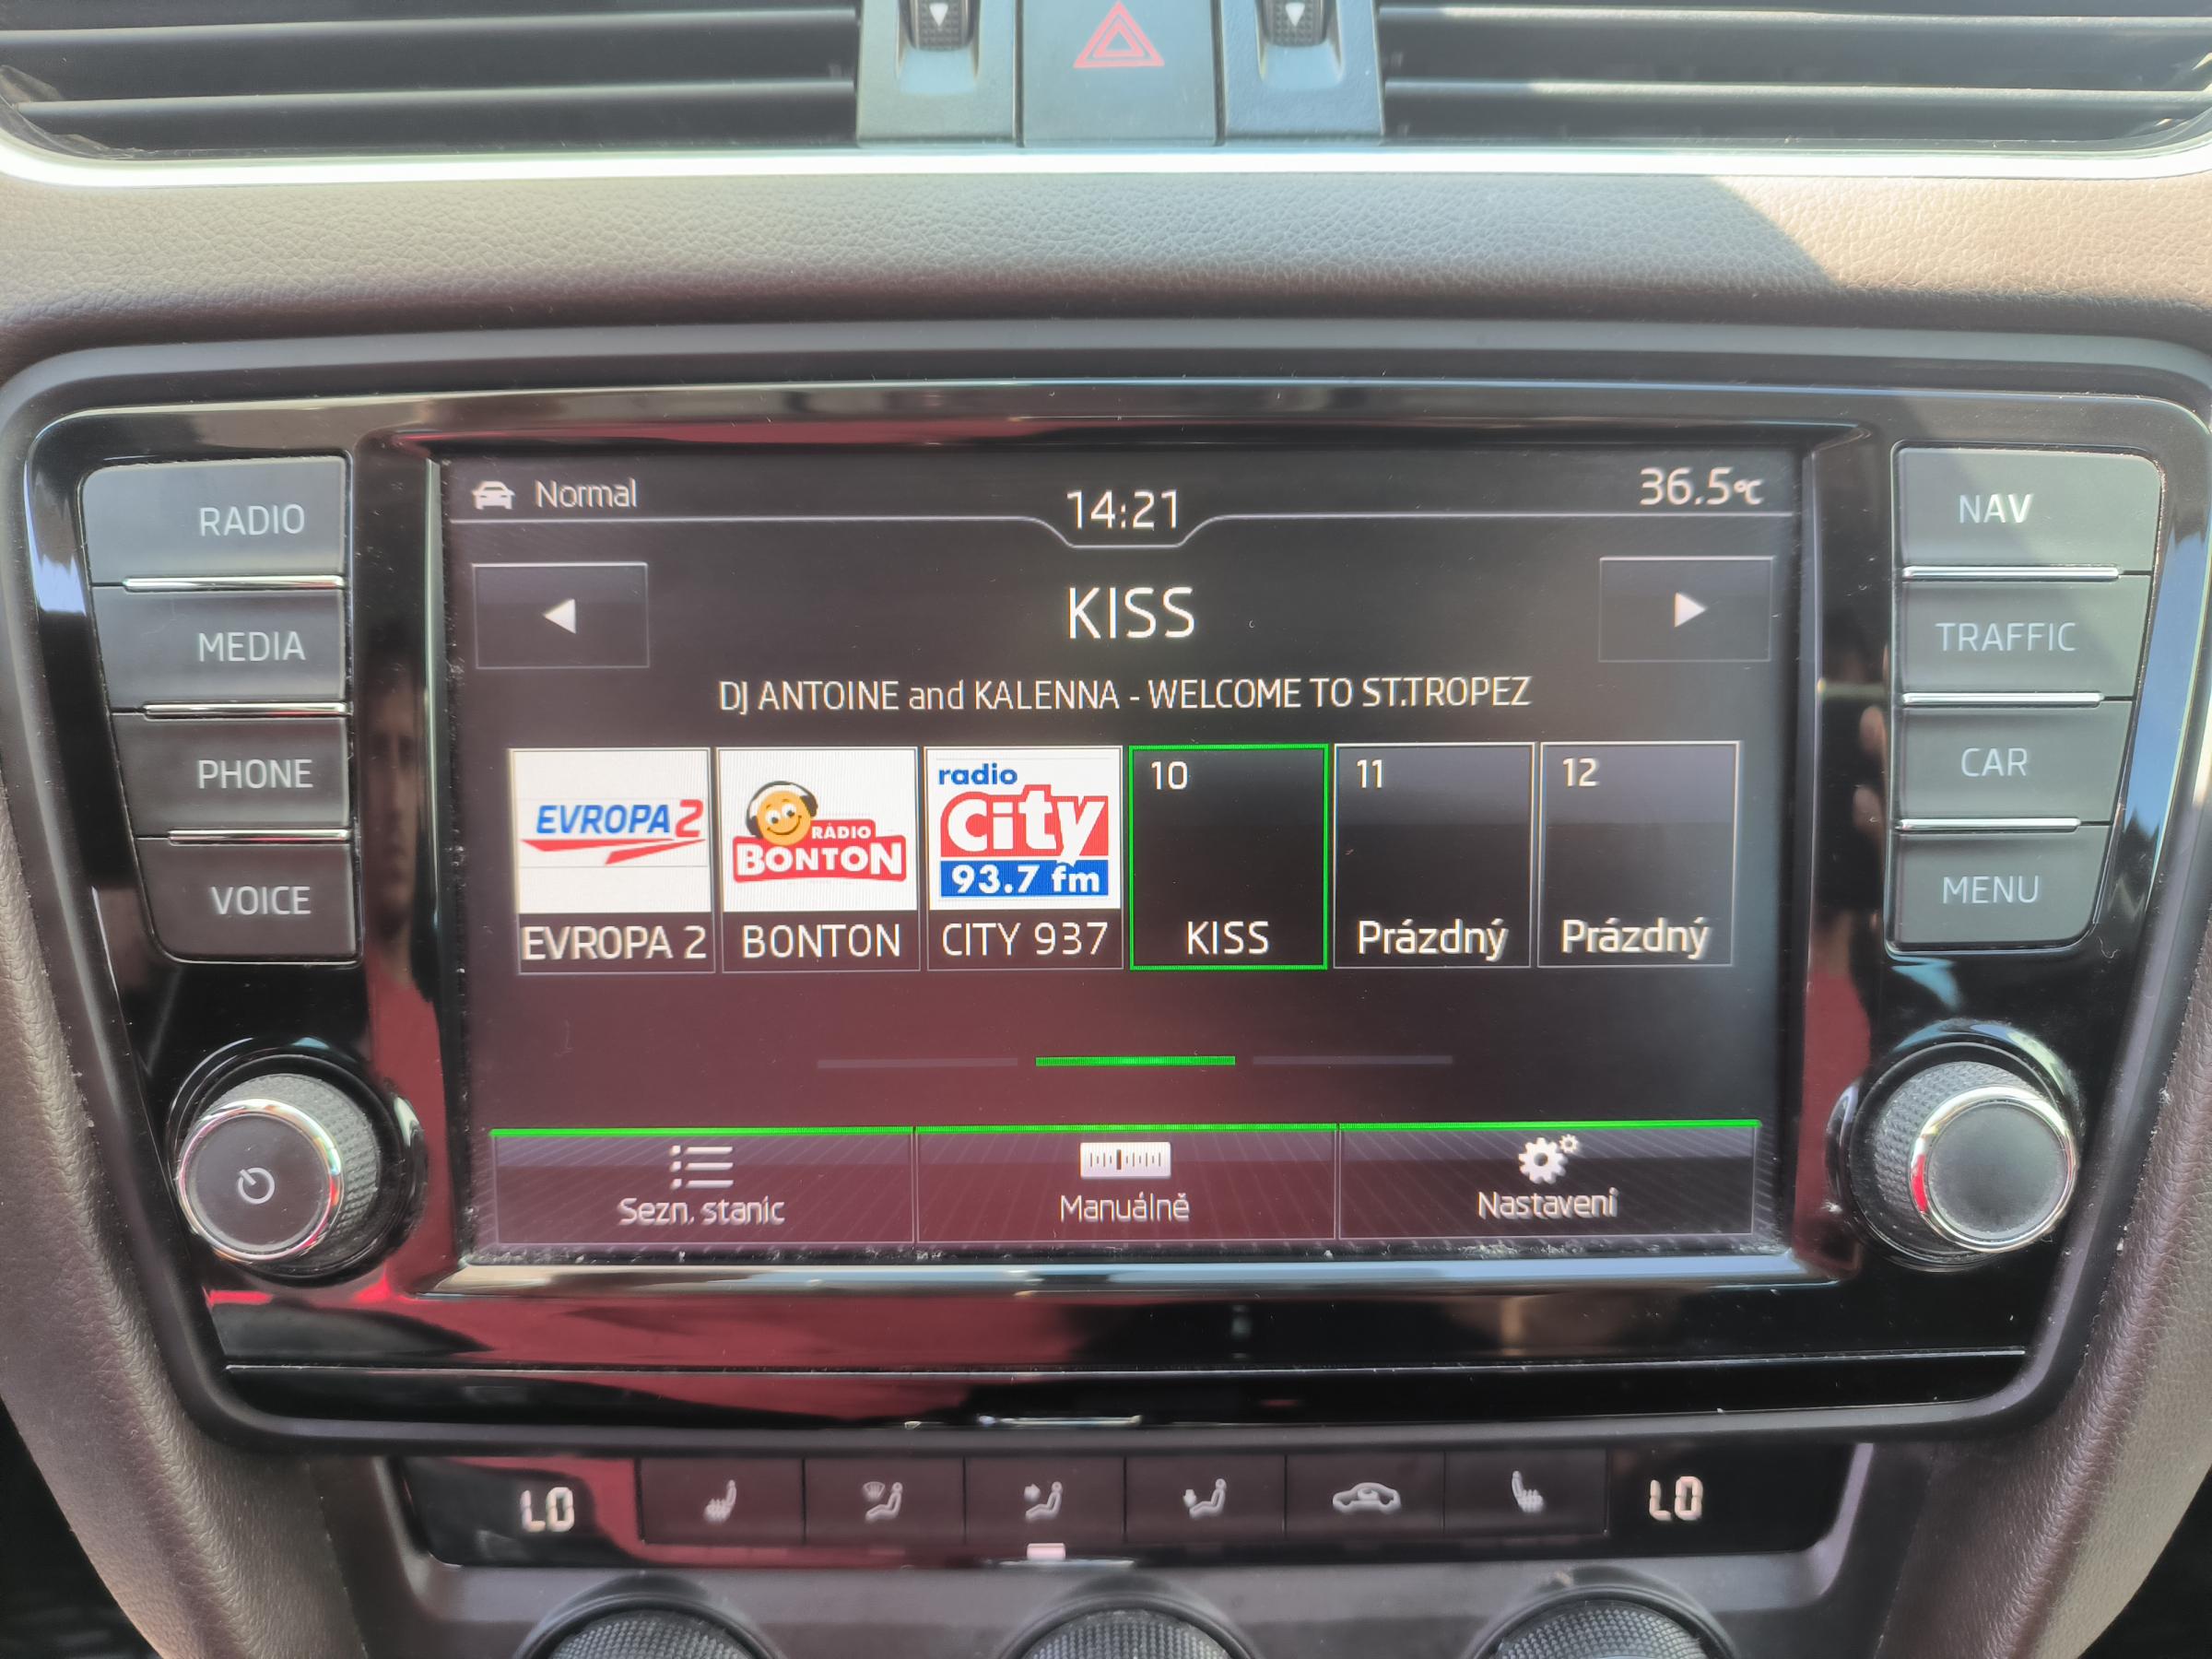 Normal
14:21
36.5°C
KISS
DJ ANTOINE and KALENNA - WELCOME TO ST.TROPEZ
EVROPA 2
EVROPA 2
RÁDIO
BONTON
BONTON
radio
City
93.7 fm
CITY 937
10
KISS
11
Prázdný
12
Prázdný
Sezn. stanic
Manuálně
Nastavení
RADIO
MEDIA
PHONE
VOICE
NAV
TRAFFIC
CAR
MENU
LO
LO